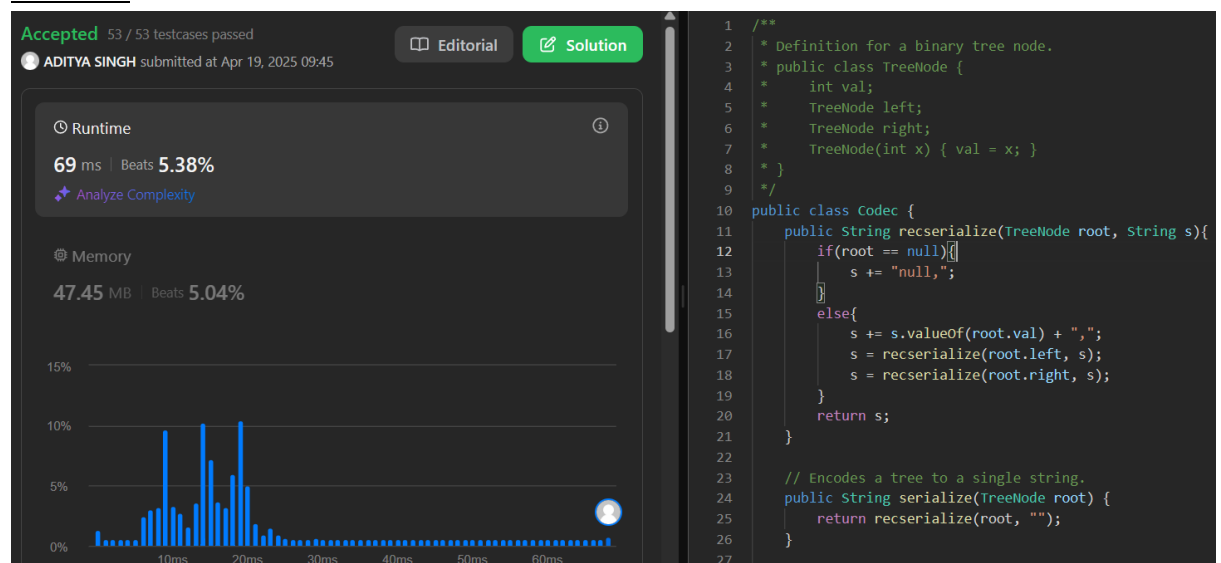 Accepted 53 / 53 testcases passed
Editorial
Solution
ADITYA SINGH submitted at Apr 19, 2025 09:45
Runtime
69 ms | Beats 5.38%
Analyze Complexity
Memory
47.45 MB | Beats 5.04%
15%
10%
5%
0%
10ms 20ms 30ms 40ms 50ms 60ms
1 /**
2 * Definition for a binary tree node.
3 * public class TreeNode {
4 *     int val;
5 *     TreeNode left;
6 *     TreeNode right;
7 *     TreeNode(int x) { val = x; }
8 * }
9 */
10 public class Codec {
11     public String recserialize(TreeNode root, String s){
12         if(root == null){
13             s += "null,";
14         }
15         else{
16             s += s.valueOf(root.val) + ",";
17             s = recserialize(root.left, s);
18             s = recserialize(root.right, s);
19         }
20         return s;
21     }
22
23     // Encodes a tree to a single string.
24     public String serialize(TreeNode root) {
25         return recserialize(root, "");
26     }
27